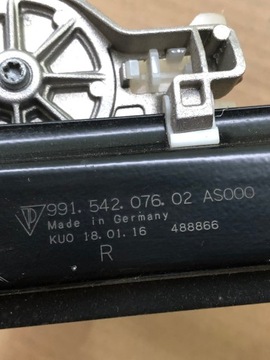 991.542.076.02 AS000
Made in Germany
KUO 18.01.16 488866
R